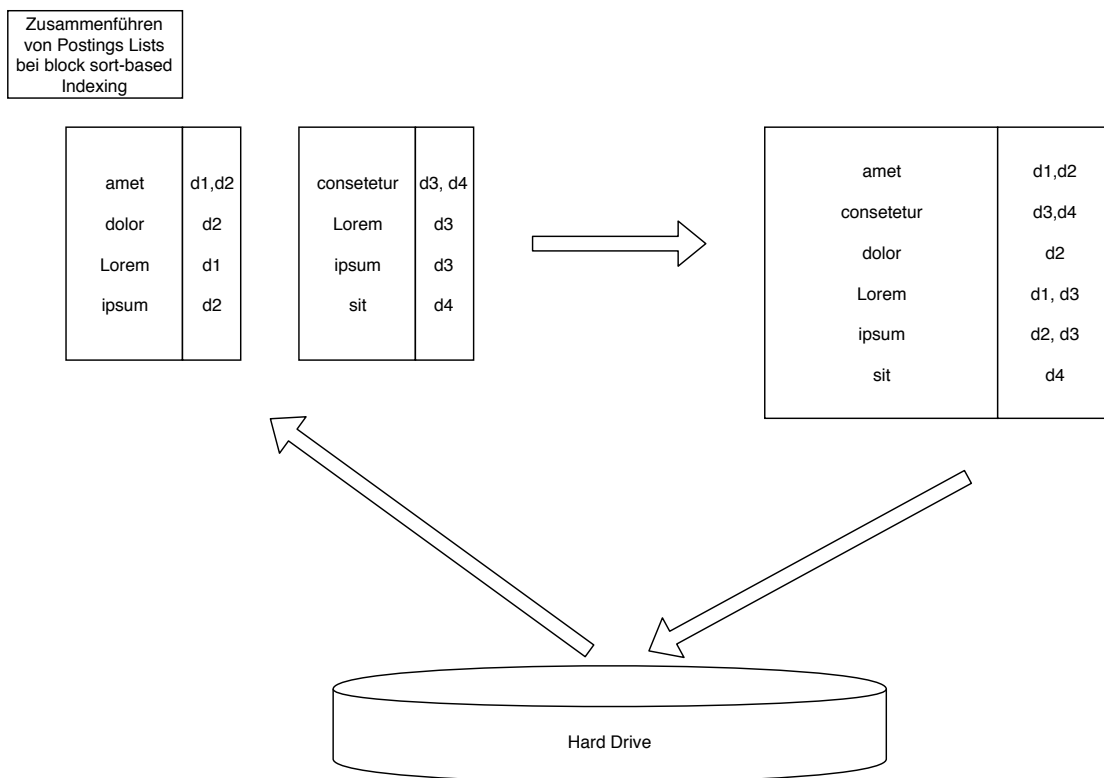 Zusammenführen
von Postings Lists
bei block sort-based
Indexing
amet d1,d2
dolor d2
Lorem d1
ipsum d2
consetetur d3, d4
Lorem d3
ipsum d3
sit d4
amet d1,d2
consetetur d3,d4
dolor d2
Lorem d1, d3
ipsum d2, d3
sit d4
Hard Drive